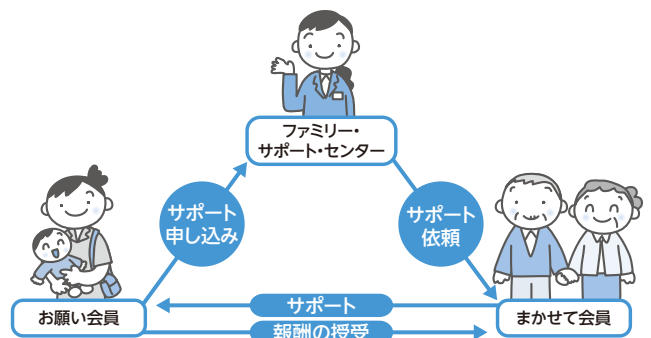 ファミリー・
サポート・センター
サポート
申し込み
サポート
依頼
サポート
お願い会員
まかせて会員
報酬の授受